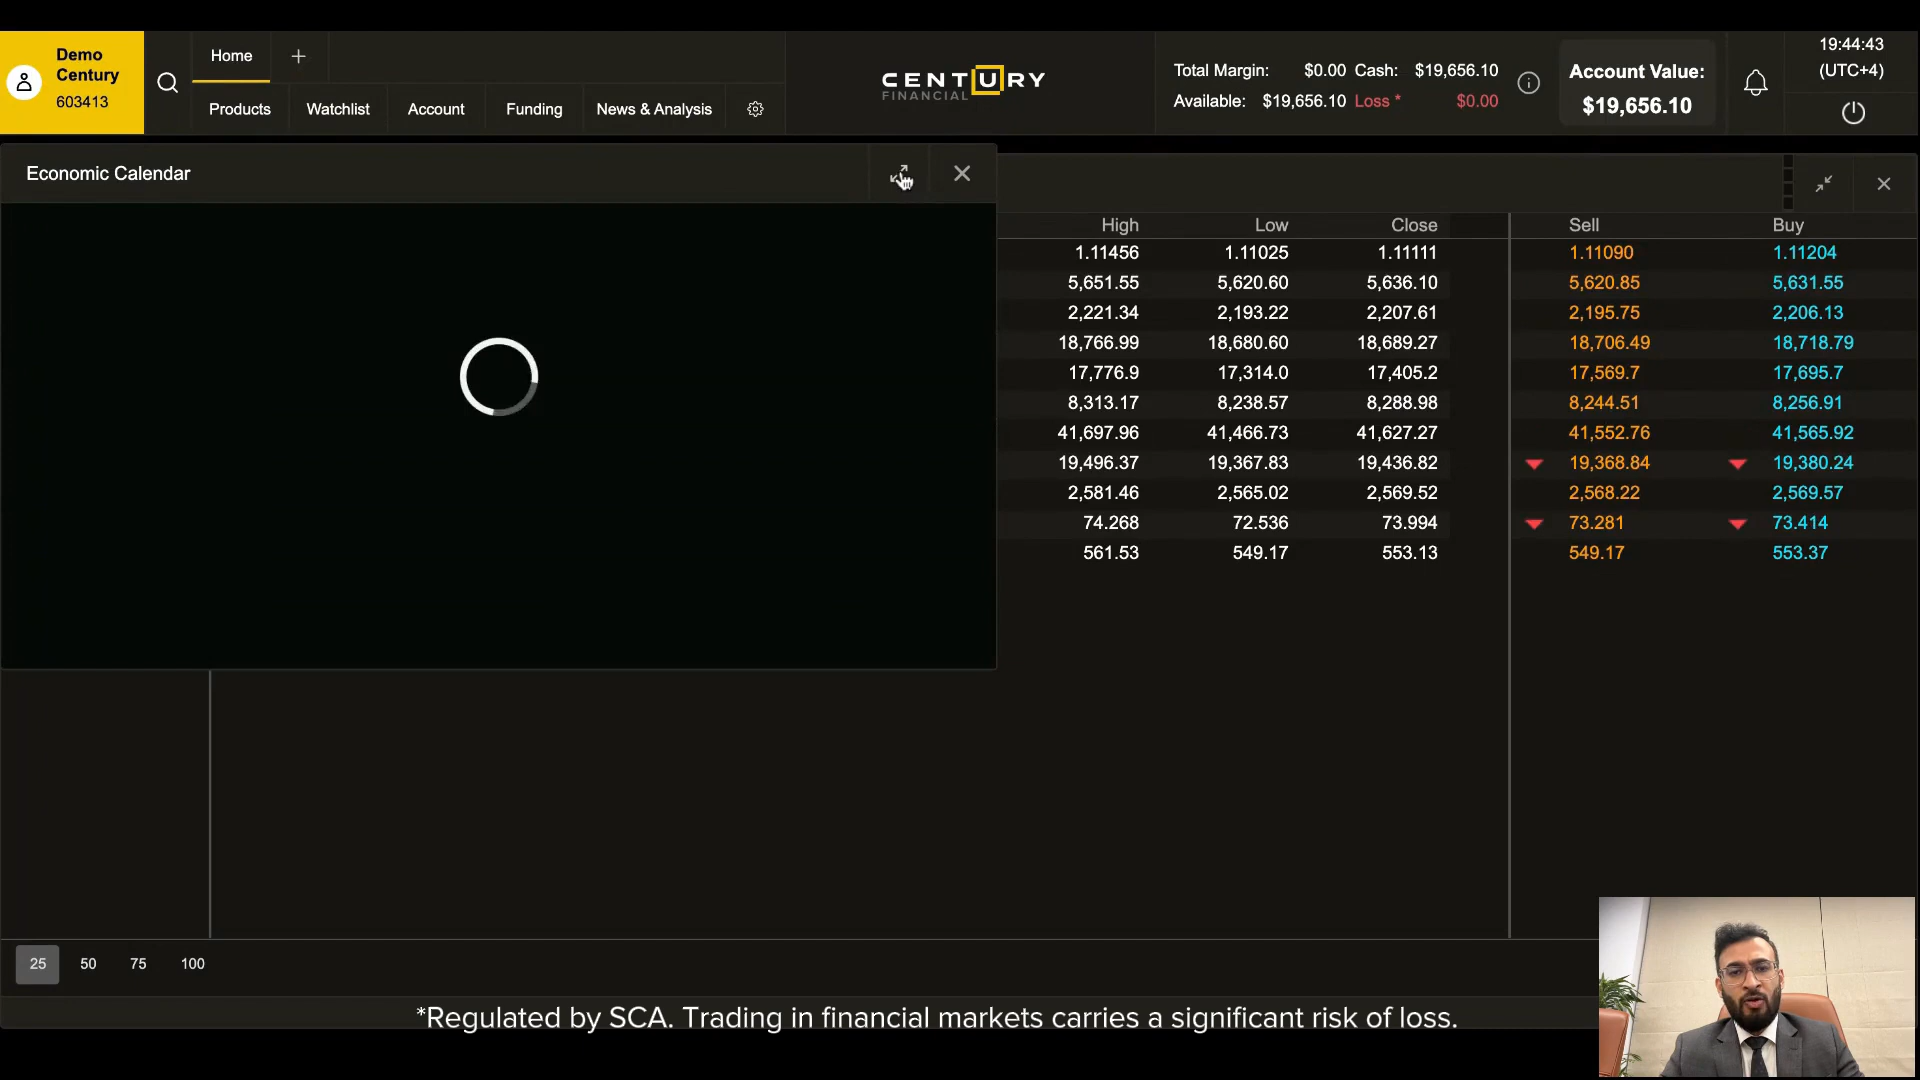 Demo
Century
603413
Home
Products Watchlist Account Funding News & Analysis
CENTURY
FINANCIAL
Total Margin: $0.00 Cash: $19,656.10
Available: $19,656.10 Loss * $0.00
Account Value:
$19,656.10
19:44:43
(UTC+4)
Economic Calendar
High Low Close Sell Buy
1.11456 1.11025 1.11111 1.11090 1.11204
5,651.55 5,620.60 5,636.10 5,620.85 5,631.55
2,221.34 2,193.22 2,207.61 2,195.75 2,206.13
18,766.99 18,680.60 18,689.27 18,706.49 18,718.79
17,776.9 17,314.0 17,405.2 17,569.7 17,695.7
8,313.17 8,238.57 8,288.98 8,244.51 8,256.91
41,697.96 41,466.73 41,627.27 41,552.76 41,565.92
19,496.37 19,367.83 19,436.82 19,368.84 19,380.24
2,581.46 2,565.02 2,569.52 2,568.22 2,569.57
74.268 72.536 73.994 73.281 73.414
561.53 549.17 553.13 549.17 553.37
25 50 75 100
*Regulated by SCA. Trading in financial markets carries a significant risk of loss.